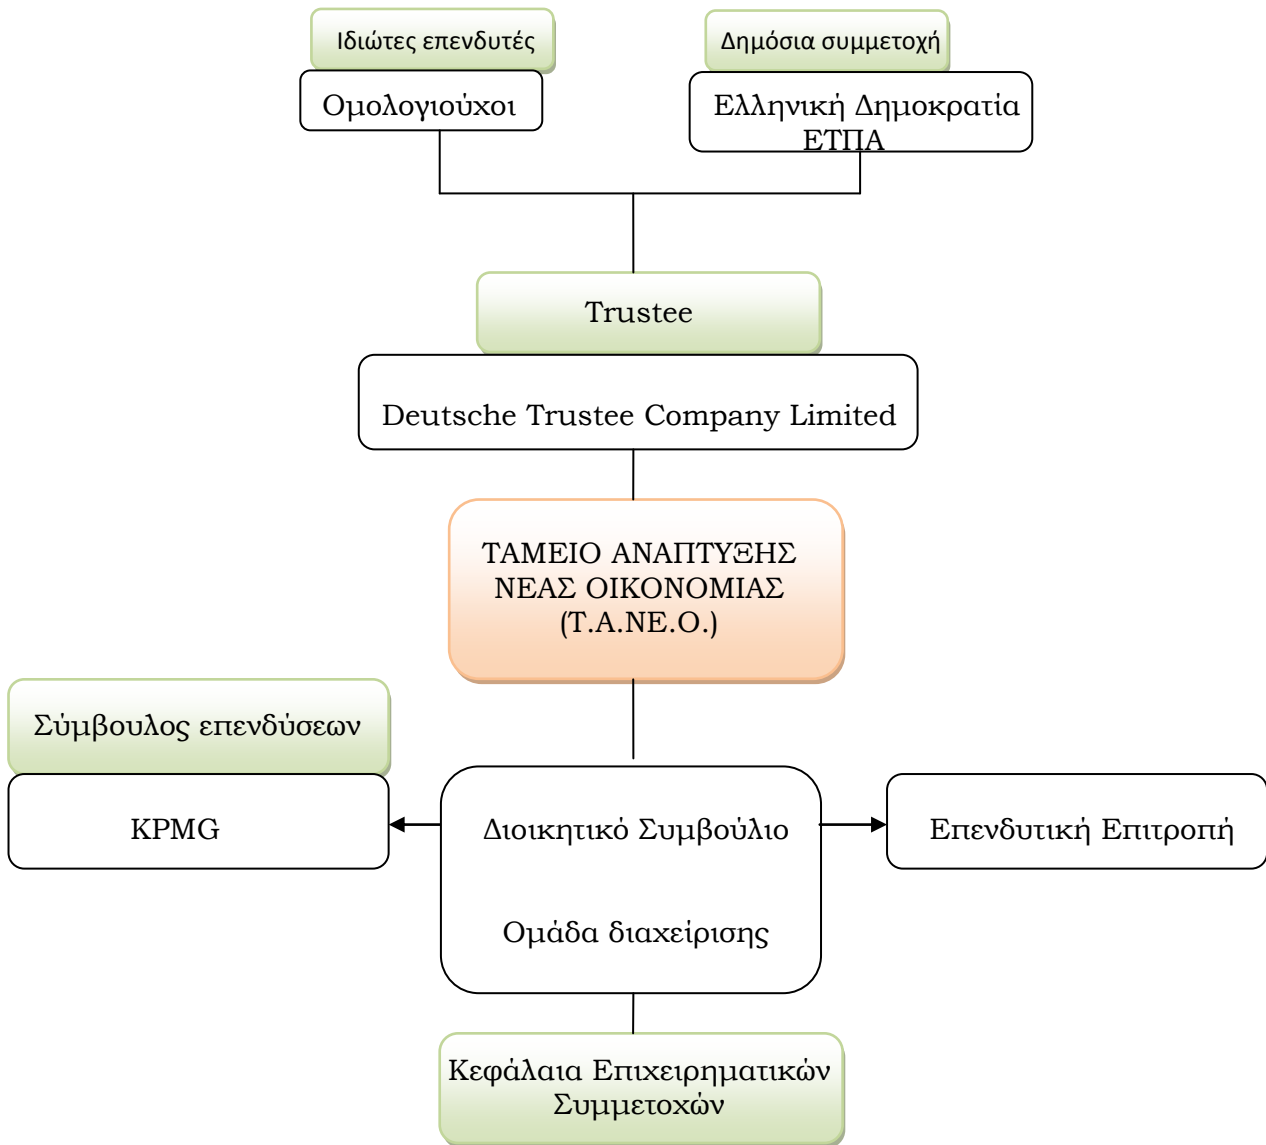 Ιδιώτες επενδυτές
Δημόσια συμμετοχή
Ομολογιούχοι
Ελληνική Δημοκρατία
ΕΤΠΑ
Trustee
Deutsche Trustee Company Limited
ΤΑΜΕΙΟ ΑΝΑΠΤΥΞΗΣ
ΝΕΑΣ ΟΙΚΟΝΟΜΙΑΣ
(Τ.Α.ΝΕ.Ο.)
Σύμβουλος επενδύσεων
KPMG
Διοικητικό Συμβούλιο
Επενδυτική Επιτροπή
Ομάδα διαχείρισης
Κεφάλαια Επιχειρηματικών
Συμμετοχών